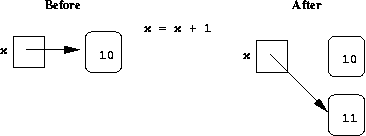 Before
After
x = x + 1
x
10
x
10
11